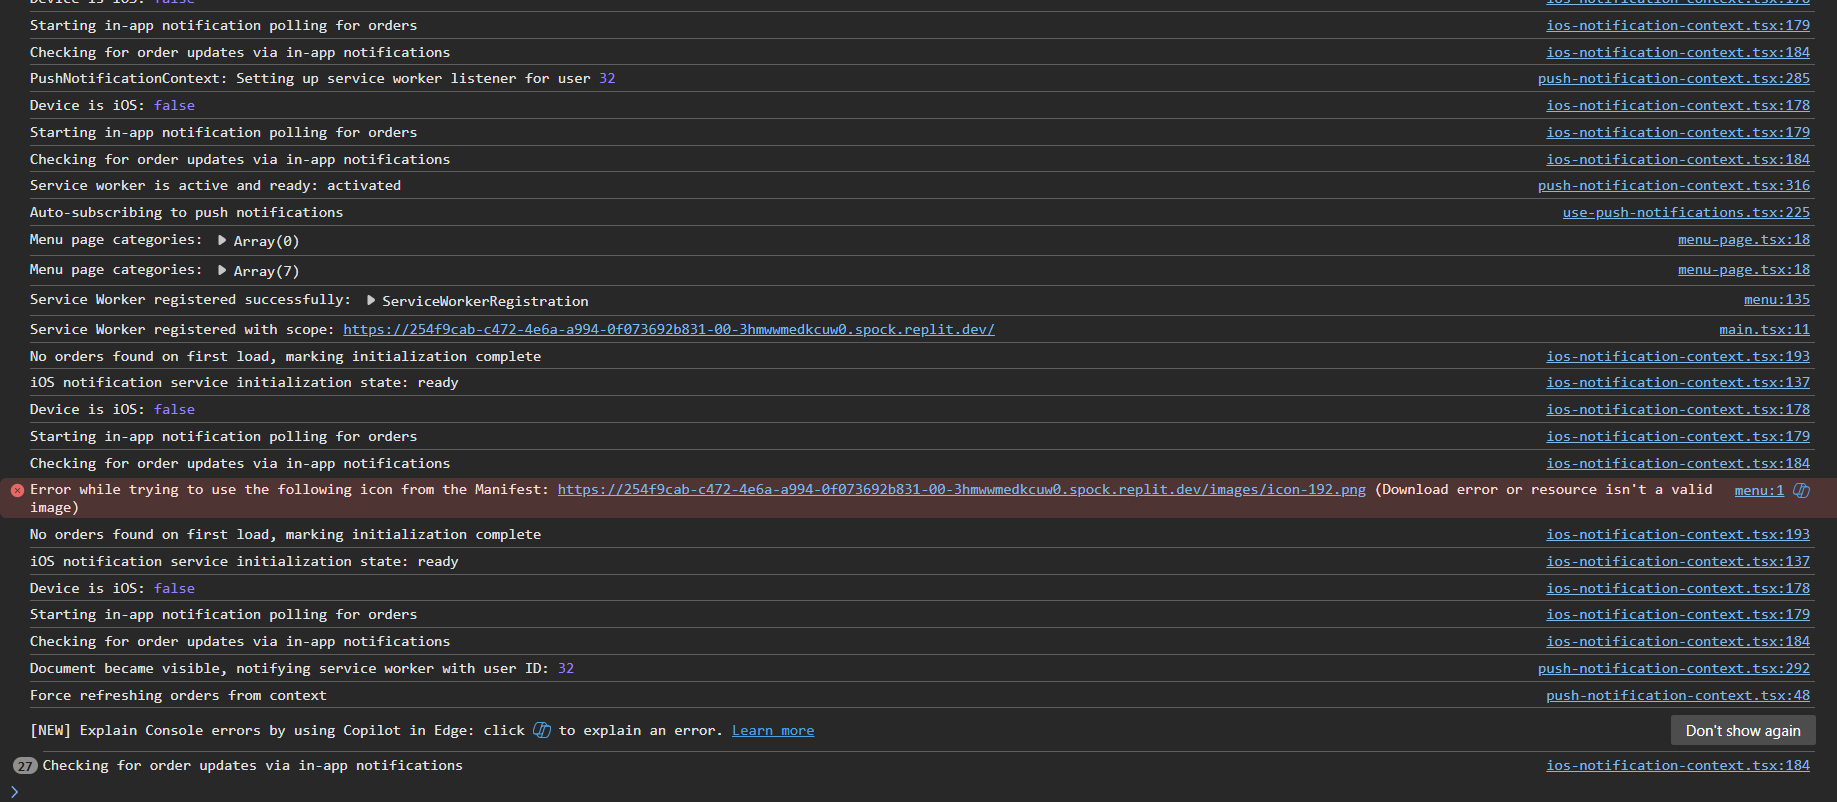 Device is iOS: false ios-notification-context.tsx:178
Starting in-app notification polling for orders ios-notification-context.tsx:179
Checking for order updates via in-app notifications ios-notification-context.tsx:184
PushNotificationContext: Setting up service worker listener for user 32 push-notification-context.tsx:285
Device is iOS: false ios-notification-context.tsx:178
Starting in-app notification polling for orders ios-notification-context.tsx:179
Checking for order updates via in-app notifications ios-notification-context.tsx:184
Service worker is active and ready: activated push-notification-context.tsx:316
Auto-subscribing to push notifications use-push-notifications.tsx:225
Menu page categories: Array(0) menu-page.tsx:18
Menu page categories: Array(7) menu-page.tsx:18
Service Worker registered successfully: ServiceWorkerRegistration menu:135
Service Worker registered with scope: https://254f9cab-c472-4e6a-a994-0f073692b831-00-3hmwwmedkcuw0.spock.replit.dev/ main.tsx:11
No orders found on first load, marking initialization complete ios-notification-context.tsx:193
iOS notification service initialization state: ready ios-notification-context.tsx:137
Device is iOS: false ios-notification-context.tsx:178
Starting in-app notification polling for orders ios-notification-context.tsx:179
Checking for order updates via in-app notifications ios-notification-context.tsx:184
Error while trying to use the following icon from the Manifest: https://254f9cab-c472-4e6a-a994-0f073692b831-00-3hmwwmedkcuw0.spock.replit.dev/images/icon-192.png (Download error or resource isn't a valid menu:1
image)
No orders found on first load, marking initialization complete ios-notification-context.tsx:193
iOS notification service initialization state: ready ios-notification-context.tsx:137
Device is iOS: false ios-notification-context.tsx:178
Starting in-app notification polling for orders ios-notification-context.tsx:179
Checking for order updates via in-app notifications ios-notification-context.tsx:184
Document became visible, notifying service worker with user ID: 32 push-notification-context.tsx:292
Force refreshing orders from context push-notification-context.tsx:48
[NEW] Explain Console errors by using Copilot in Edge: click to explain an error. Learn more Don't show again
27 Checking for order updates via in-app notifications ios-notification-context.tsx:184